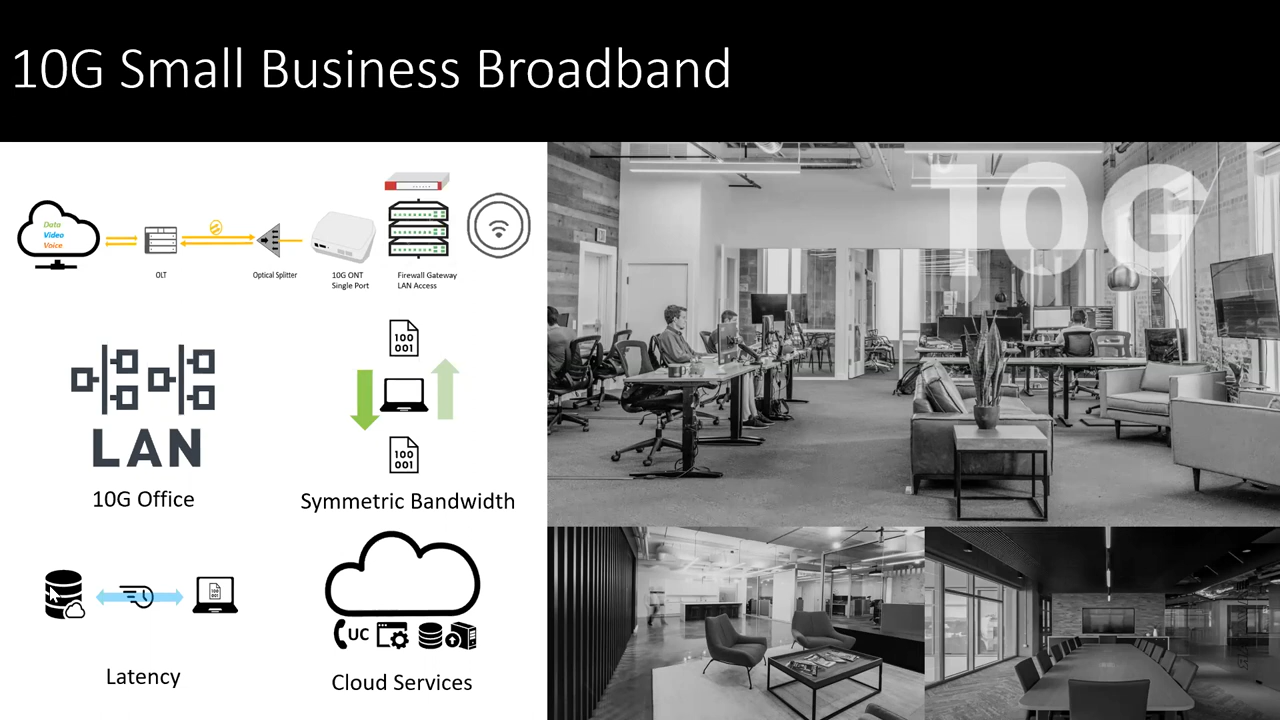 10G Small Business Broadband
10G
Data
Video
Voice
OLT
Optical Splitter
10G ONT
Single Port
Firewall Gateway
LAN Access
LAN
10G Office
100
001
100
001
Symmetric Bandwidth
100
001
Latency
UC
Cloud Services